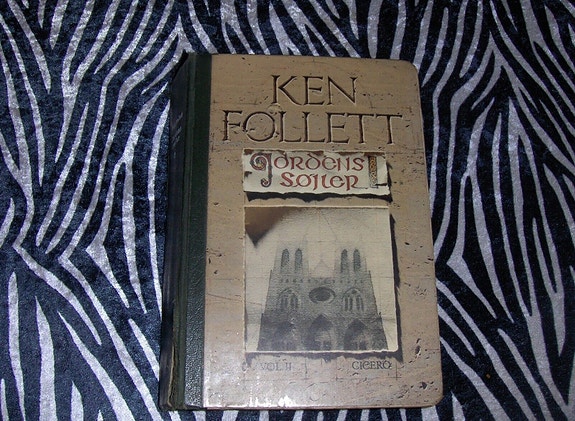 KEN
FOLLETT
Jordens
søjler
VOL II
CICERO